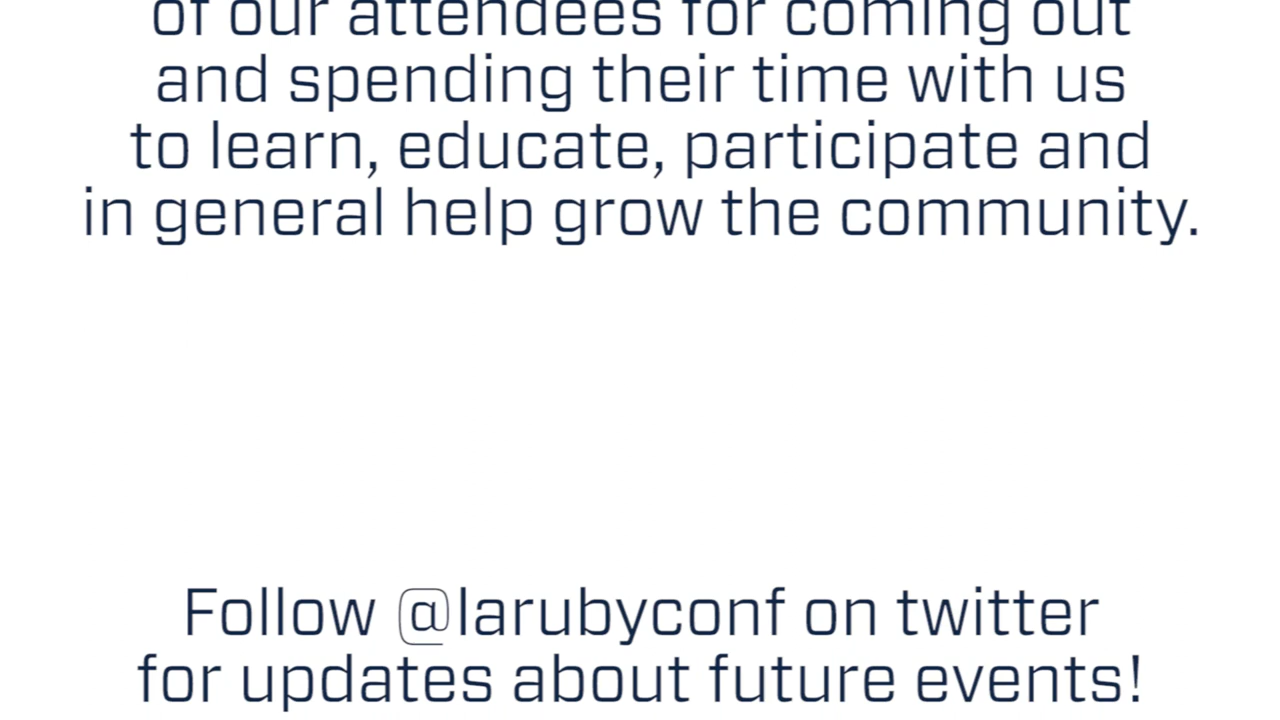 of our attendees for coming out
and spending their time with us
to learn, educate, participate and
in general help grow the community.
Follow @larubyconf on twitter
for updates about future events!